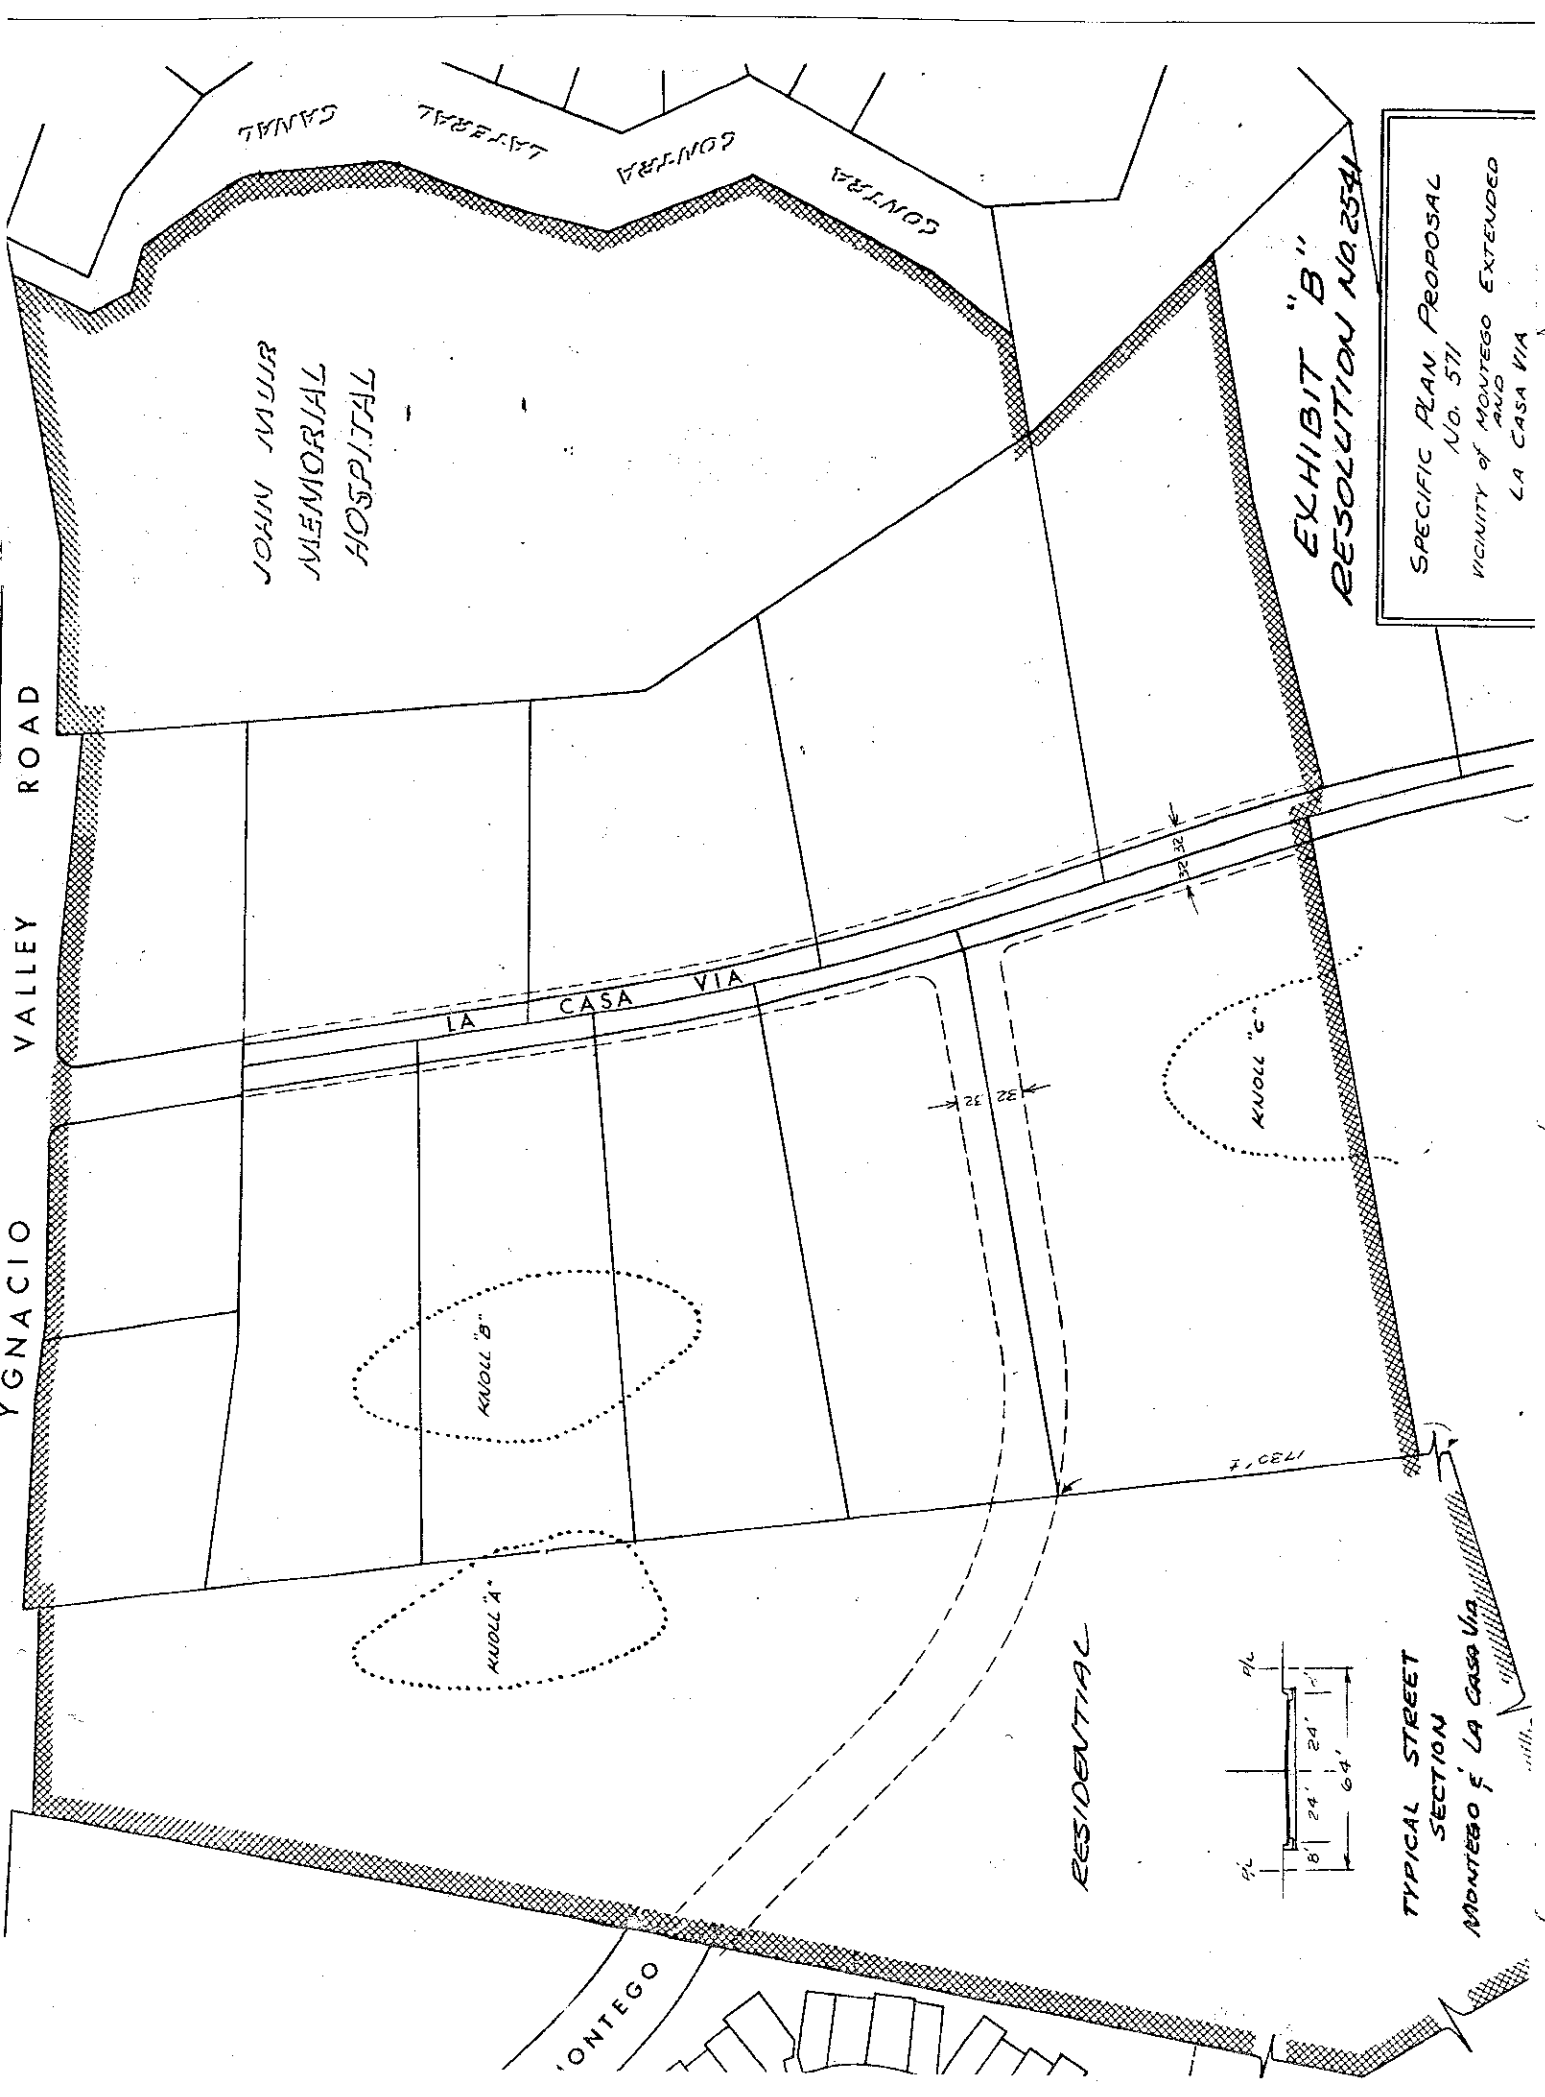 YGNACIO VALLEY ROAD
CANAL
LATERAL
CONTRA
CONTRA
JOHN MUIR
MEMORIAL
HOSPITAL
LA CASA VIA
KNOLL "A"
KNOLL "B"
KNOLL "C"
32 32
32 32
1730'±
ONTEGO
RESIDENTIAL
P/L P/L
8' 24' 24'
64'
TYPICAL STREET
SECTION
MONTEGO & LA CASA VIA
EXHIBIT "B"
RESOLUTION NO. 2541
SPECIFIC PLAN PROPOSAL
No. 571
VICINITY of MONTEGO EXTENDED
AND
LA CASA VIA